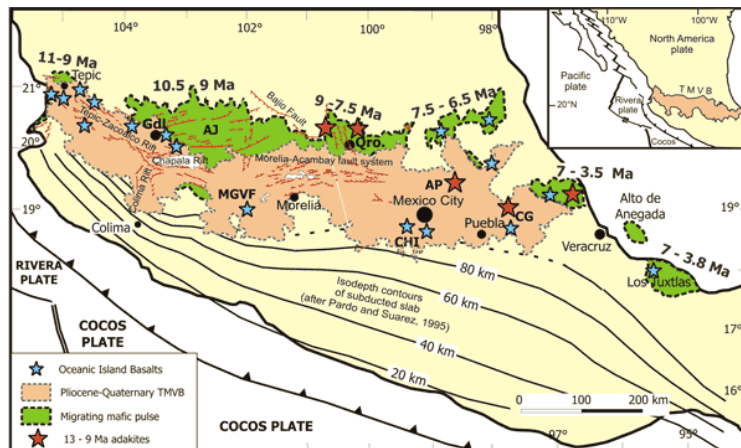 104°
102°
100°
98°
110°W
100°W
North America
plate
Pacific
plate
20°N
TMVB
Rivera
plate
Cocos
11-9 Ma
Tepic
21°
10.5 - 9 Ma
Bajio Fault
9 -7.5 Ma
7.5 - 6.5 Ma
Tepic-Zacoalco Rift
Gdl
AJ
Qro.
20°
Chapala Rift
Morelia-Acambay fault system
Colima Rift
MGVF
Morelia
AP
Mexico City
7 - 3.5 Ma
19°
CG
Puebla
Alto de
Anegada
19°
Colima
CHI
Veracruz
7 - 3.8 Ma
Los Tuxtlas
RIVERA
PLATE
80 km
60 km
Isodepth contours
of subducted slab
(after Pardo and Suarez, 1995)
40 km
20 km
17°
COCOS
PLATE
16°
0 100 200 km
Oceanic Island Basalts
Pliocene-Quaternary TMVB
Migrating mafic pulse
13 - 9 Ma adakites
COCOS PLATE
97°
95°